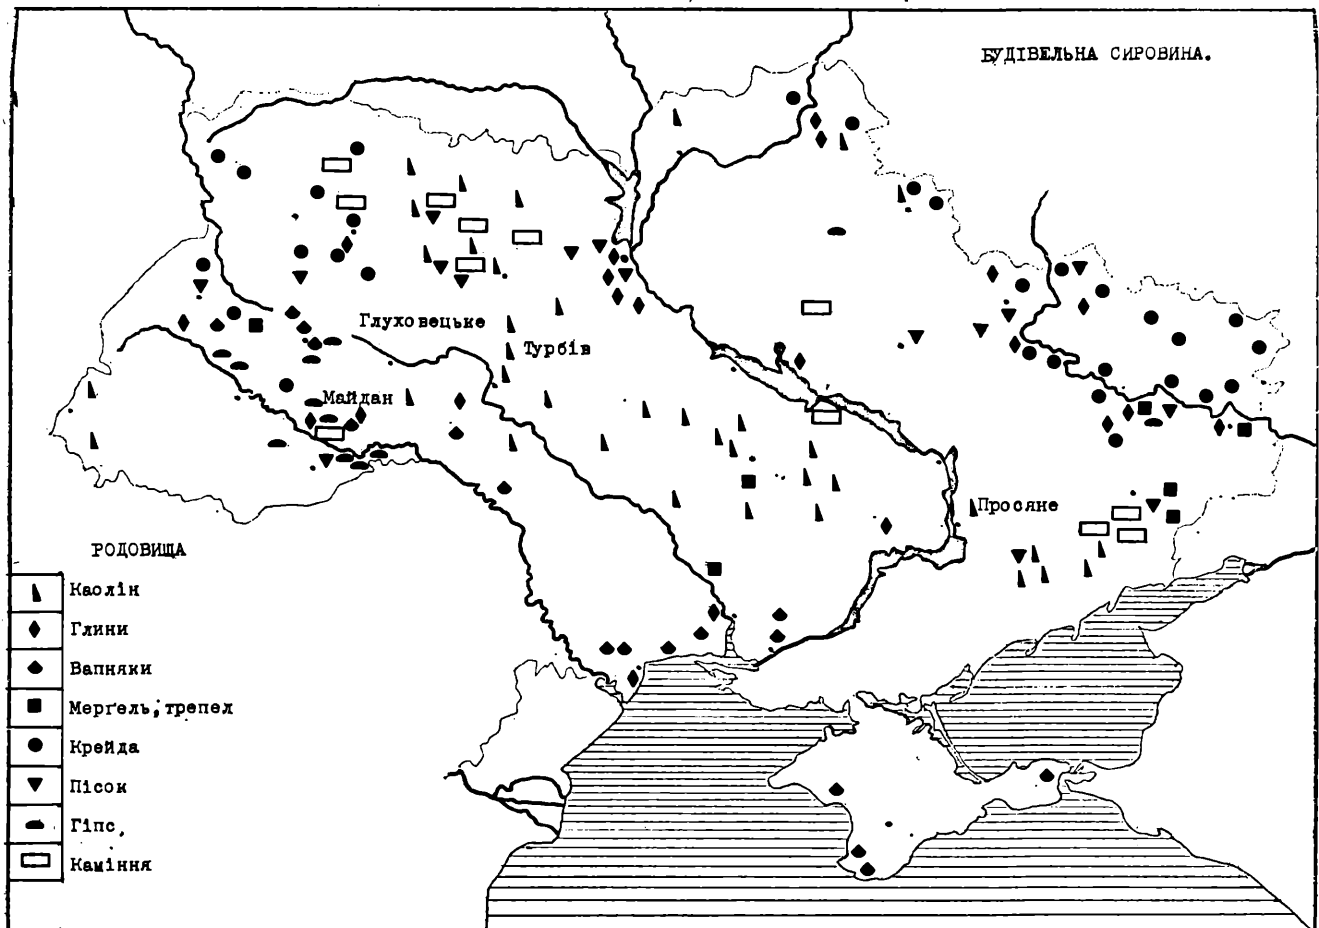 БУДІВЕЛЬНА СИРОВИНА.
Глуховецьке
Турбів
Майдан
Просяне
РОДОВИЩА
Каолін
Глини
Вапняки
Мергель, трепел
Крейда
Пісок
Гіпс,
Каміння